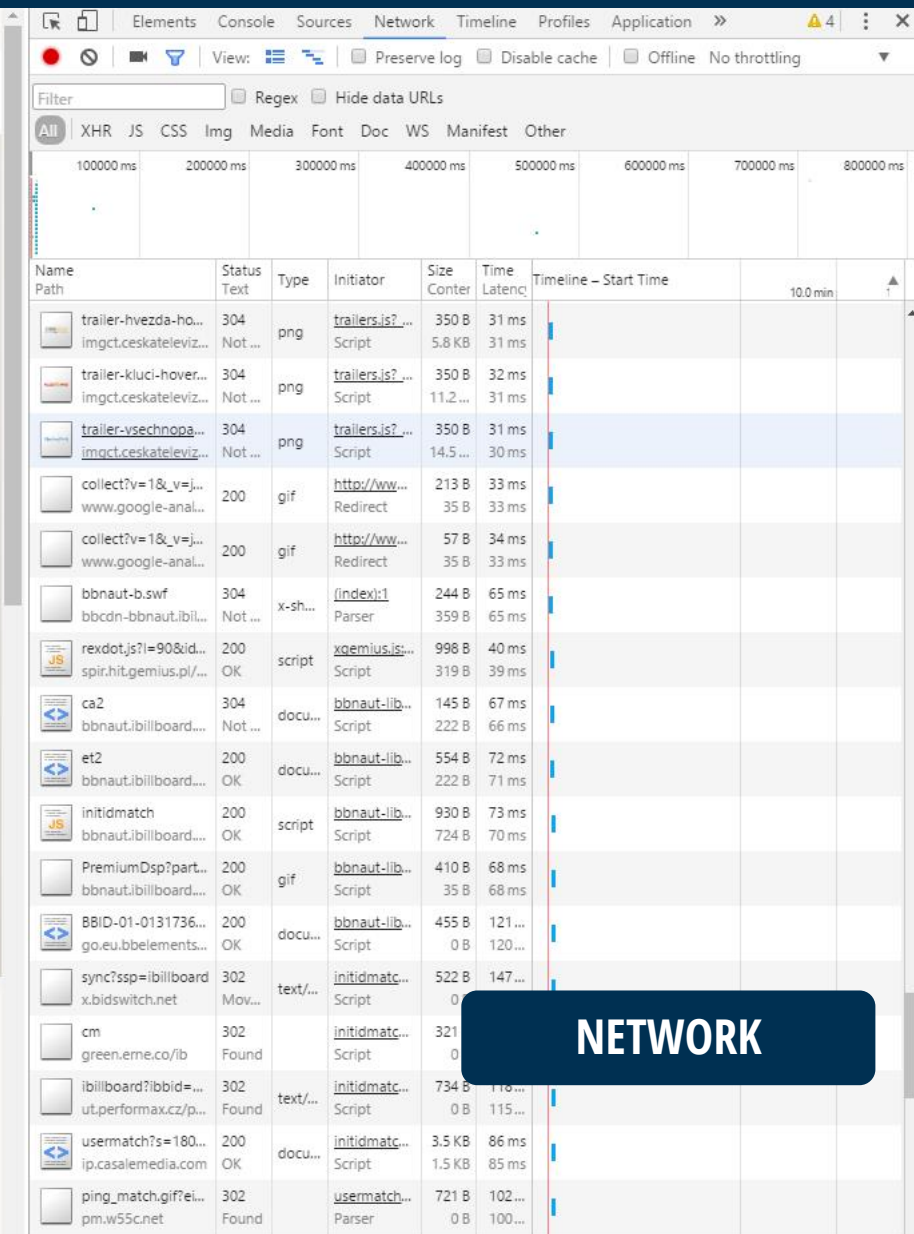 Elements Console Sources Network Timeline Profiles Application » 4
View: Preserve log Disable cache Offline No throttling
Filter Regex Hide data URLs
All XHR JS CSS Img Media Font Doc WS Manifest Other
100000 ms 200000 ms 300000 ms 400000 ms 500000 ms 600000 ms 700000 ms 800000 ms
Name Status Type Initiator Size Time Timeline – Start Time
Path Text Conter Latenc 10.0 min
trailer-hvezda-ho... 304 png trailers.js? ... 350 B 31 ms
imgct.ceskateleviz... Not ... Script 5.8 KB 31 ms
trailer-kluci-hover... 304 png trailers.js? ... 350 B 32 ms
imgct.ceskateleviz... Not ... Script 11.2 ... 31 ms
trailer-vsechnopa... 304 png trailers.js? ... 350 B 31 ms
imgct.ceskateleviz... Not ... Script 14.5 ... 30 ms
collect?v=1&_v=j... 200 gif http://ww... 213 B 33 ms
www.google-anal... Redirect 35 B 33 ms
collect?v=1&_v=j... 200 gif http://ww... 57 B 34 ms
www.google-anal... Redirect 35 B 33 ms
bbnaut-b.swf 304 x-sh... (index):1 244 B 65 ms
bbcdn-bbnaut.ibil... Not ... Parser 359 B 65 ms
rexdot.js?l=90&id... 200 script xgemius.js:... 998 B 40 ms
spir.hit.gemius.pl/... OK Script 319 B 39 ms
JS
ca2 304 docu... bbnaut-lib... 145 B 67 ms
bbnaut.ibillboard.... Not ... Script 222 B 66 ms
et2 200 docu... bbnaut-lib... 554 B 72 ms
bbnaut.ibillboard.... OK Script 222 B 71 ms
initidmatch 200 script bbnaut-lib... 930 B 73 ms
bbnaut.ibillboard.... OK Script 724 B 70 ms
JS
PremiumDsp?part... 200 gif bbnaut-lib... 410 B 68 ms
bbnaut.ibillboard.... OK Script 35 B 68 ms
BBID-01-0131736... 200 docu... bbnaut-lib... 455 B 121 ...
go.eu.bbelements... OK Script 0 B 120 ...
sync?ssp=ibillboard 302 text/... initidmatc... 522 B 147 ...
x.bidswitch.net Mov... Script 0
cm 302 initidmatc... 321
green.erne.co/ib Found Script 0
NETWORK
ibillboard?ibbid=... 302 text/... initidmatc... 734 B 118 ...
ut.performax.cz/p... Found Script 0 B 115 ...
usermatch?s=180... 200 docu... initidmatc... 3.5 KB 86 ms
ip.casalemedia.com OK Script 1.5 KB 85 ms
ping_match.gif?ei... 302 usermatch... 721 B 102 ...
pm.w55c.net Found Parser 0 B 100 ...